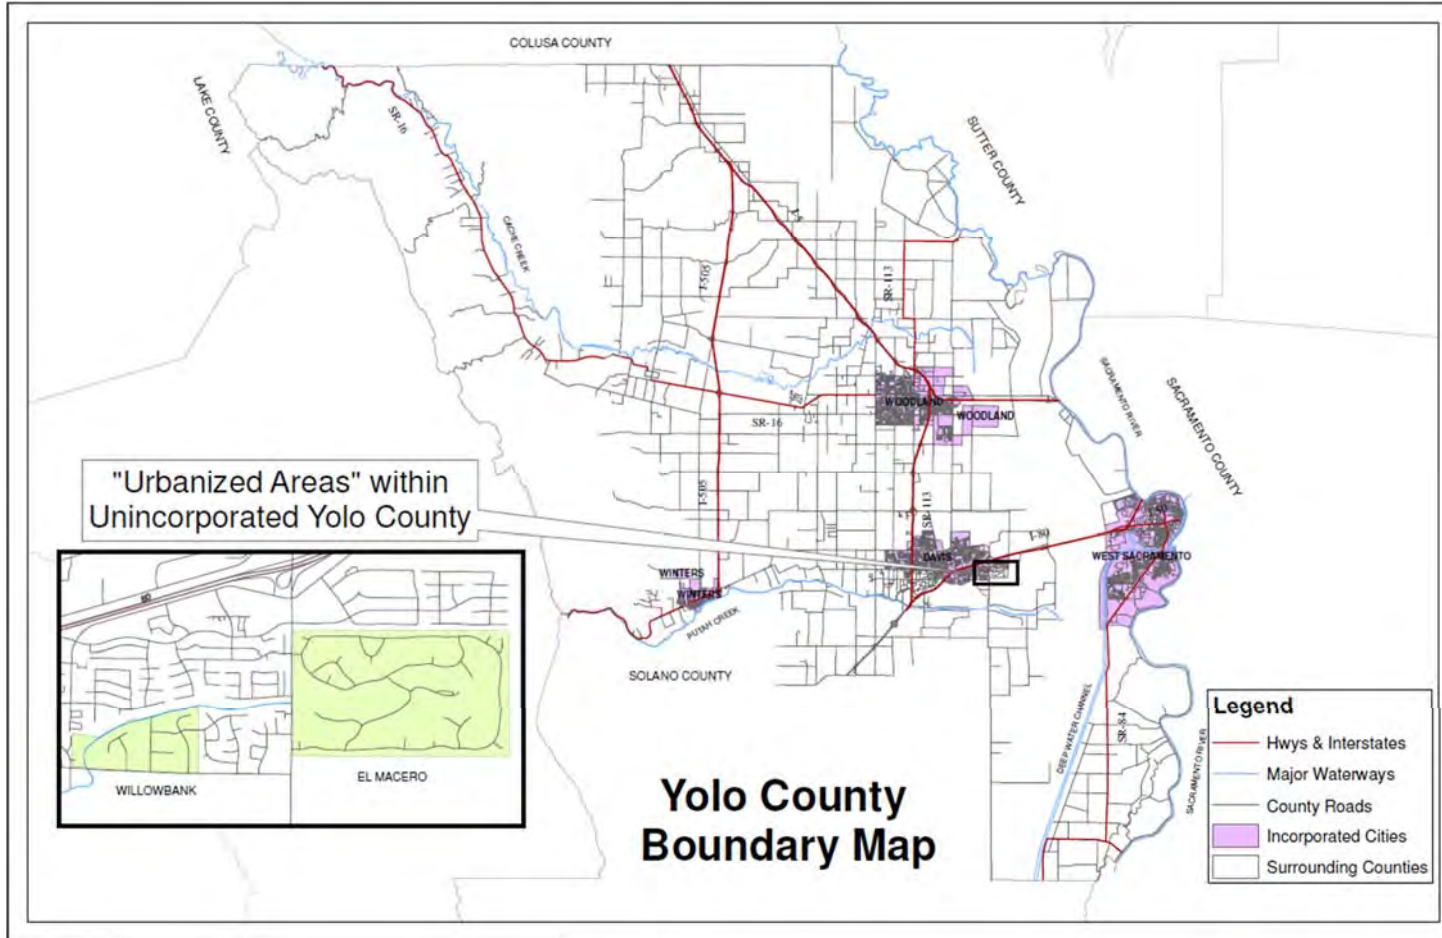 COLUSA COUNTY
LAKE COUNTY
SR-16
SUTTER COUNTY
CACHE CREEK
I-5
I-505
SR-113
SACRAMENTO RIVER
SACRAMENTO COUNTY
WOODLAND
WOODLAND
SR-16
"Urbanized Areas" within
Unincorporated Yolo County
I-505
SR-113
I-80
I-80
DAVIS
WEST SACRAMENTO
WINTERS
WINTERS
PUTAH CREEK
SOLANO COUNTY
80
WILLOWBANK
EL MACERO
DEEP WATER CHANNEL
SR-84
SACRAMENTO RIVER
Yolo County
Boundary Map
Legend
Hwys & Interstates
Major Waterways
County Roads
Incorporated Cities
Surrounding Counties